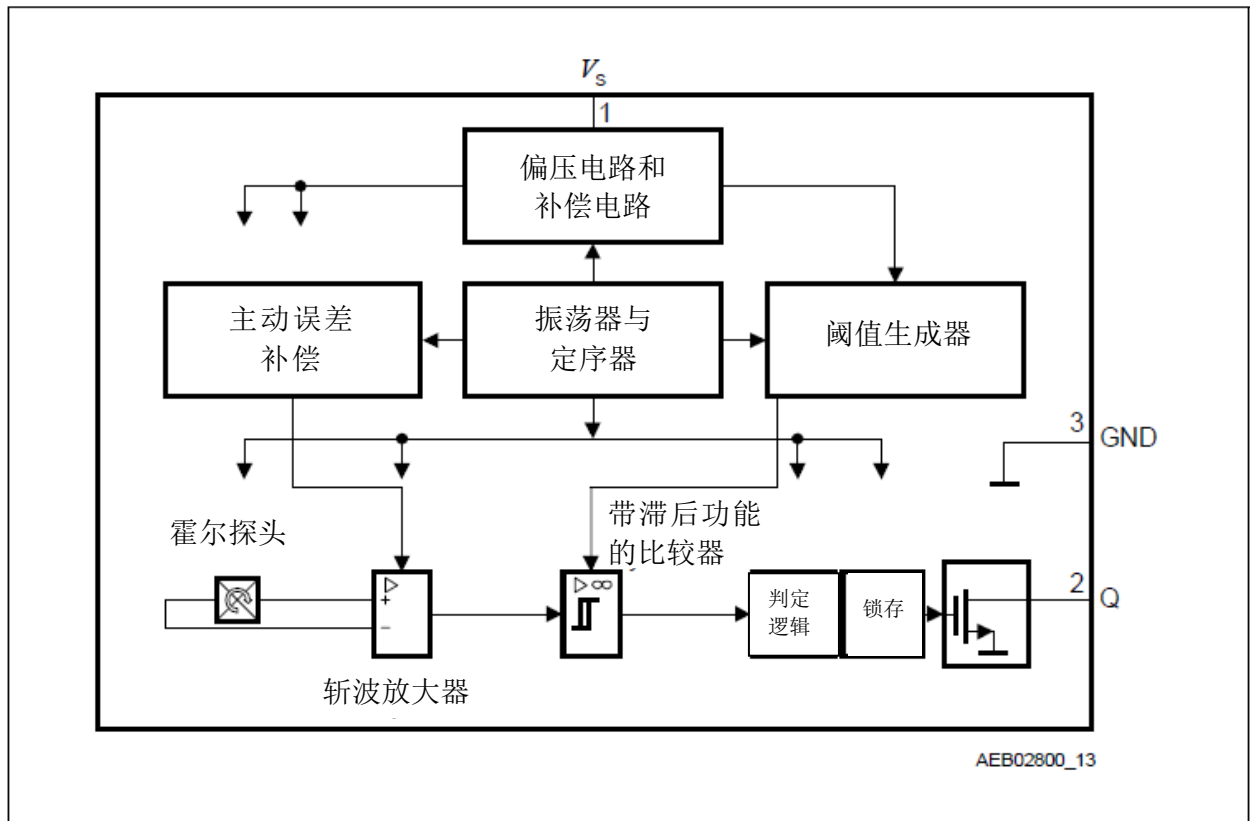 VS
1
偏压电路和
补偿电路
主动误差
补偿
振荡器与
定序器
阈值生成器
3
GND
霍尔探头
带滞后功能
的比较器
+
−
∞
判定
逻辑
锁存
2
Q
斩波放大器
AEB02800_13